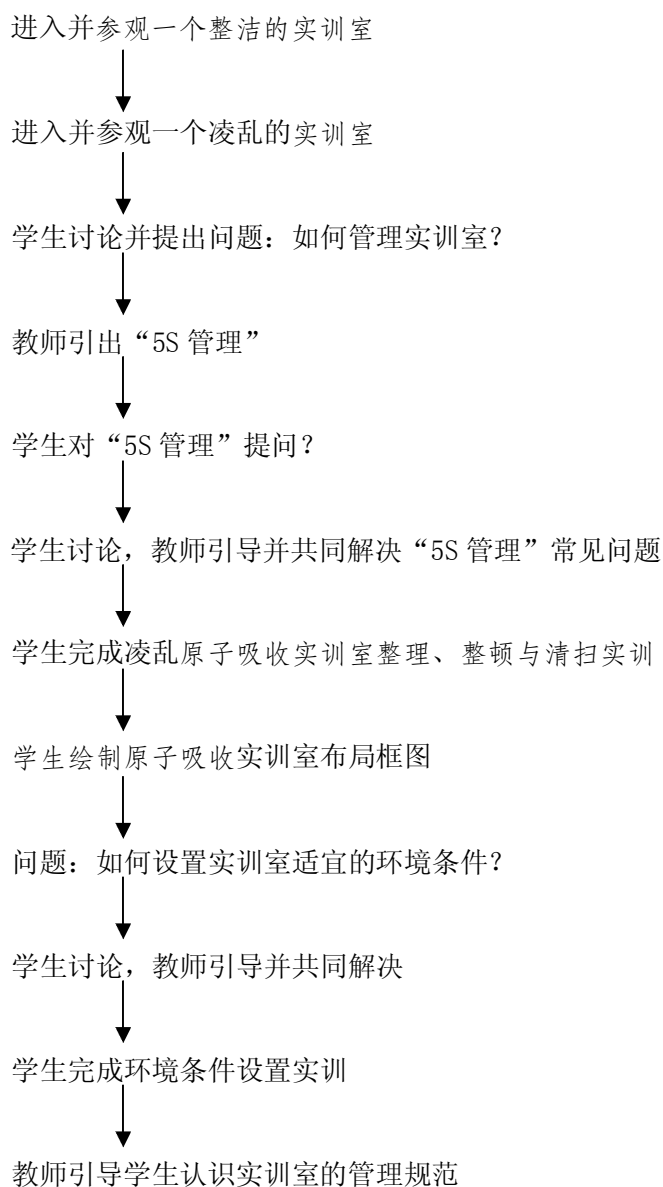 进入并参观一个整洁的实训室
进入并参观一个凌乱的实训室
学生讨论并提出问：如何管理实训室？
教师引出“5S 管理”
学生对“5S 管理”提问？
学生讨论，教师引导并共同解决“5S 管理”常见问题
学生完成凌乱原子吸收实训室整理、整顿与清扫实训
学生绘制原子吸收实训室布局框图
问题：如何设置实训室适宜的环境条件？
学生讨论，教师引导并共同解决
学生完成环境条件设置实训
教师引导学生认识实训室的管理规范